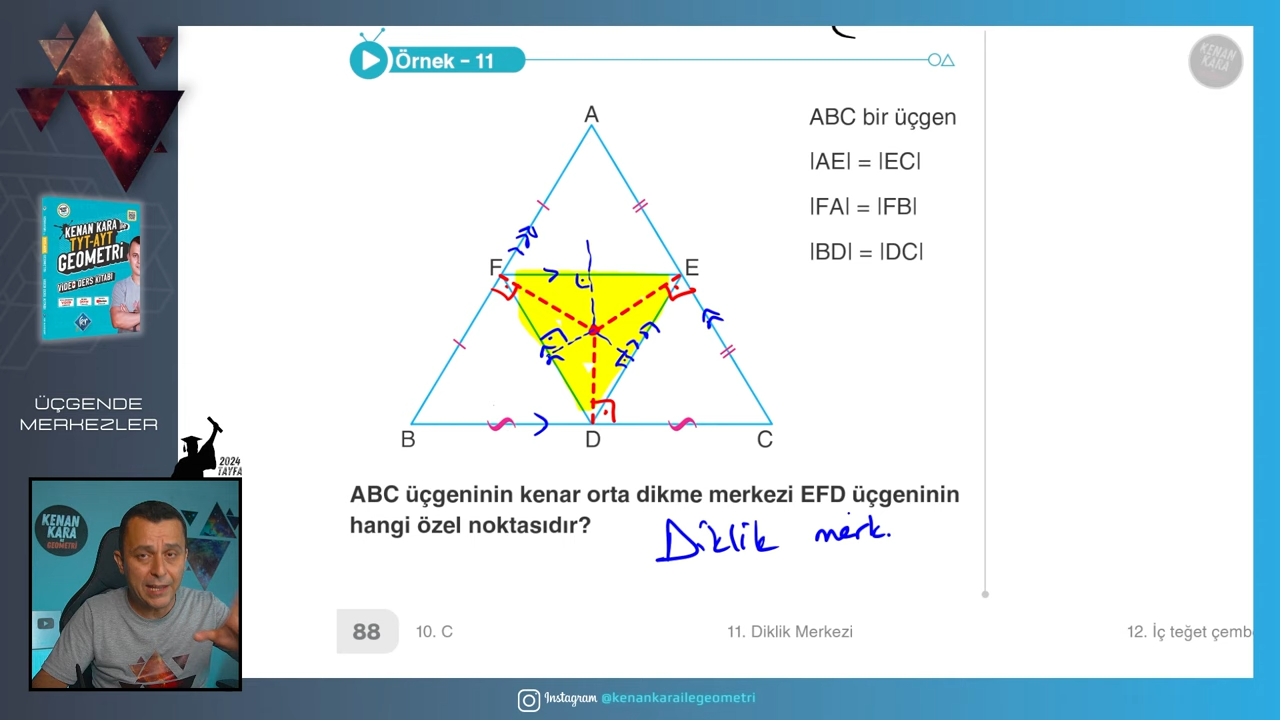 Örnek - 11
KENAN
KARA
A
ABC bir üçgen
|AE| = |EC|
|FA| = |FB|
|BD| = |DC|
F
E
B
D
C
ABC üçgeninin kenar orta dikme merkezi EFD üçgeninin
hangi özel noktasıdır?
Diklik merk.
88
10. C
11. Diklik Merkezi
12. İç teğet çembe
KENAN KARA
TYT-AYT
GEOMETRİ
VİDEO DERS KİTABI
ÜÇGENDE
MERKEZLER
2024
TAYFA
KENAN
KARA
GEOMETRİ
Instagram @kenankarailegeometri